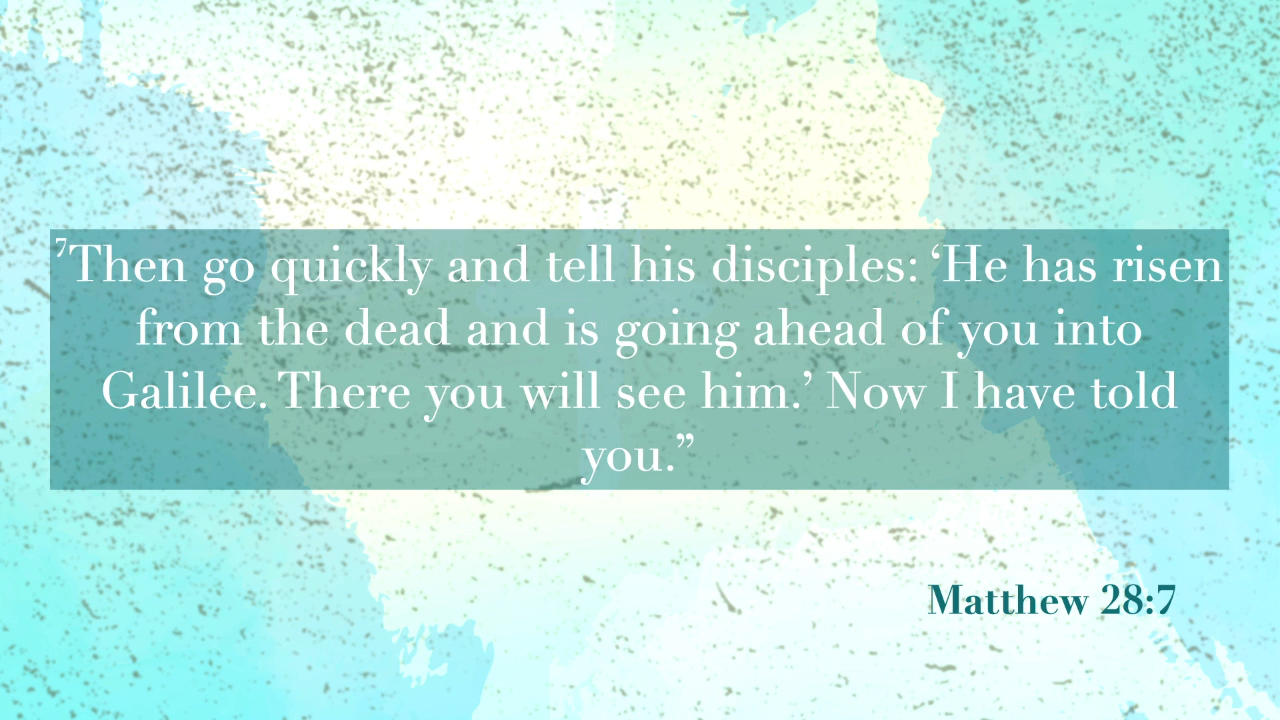 ⁷Then go quickly and tell his disciples: ‘He has risen
from the dead and is going ahead of you into
Galilee. There you will see him.’ Now I have told
you.”
Matthew 28:7